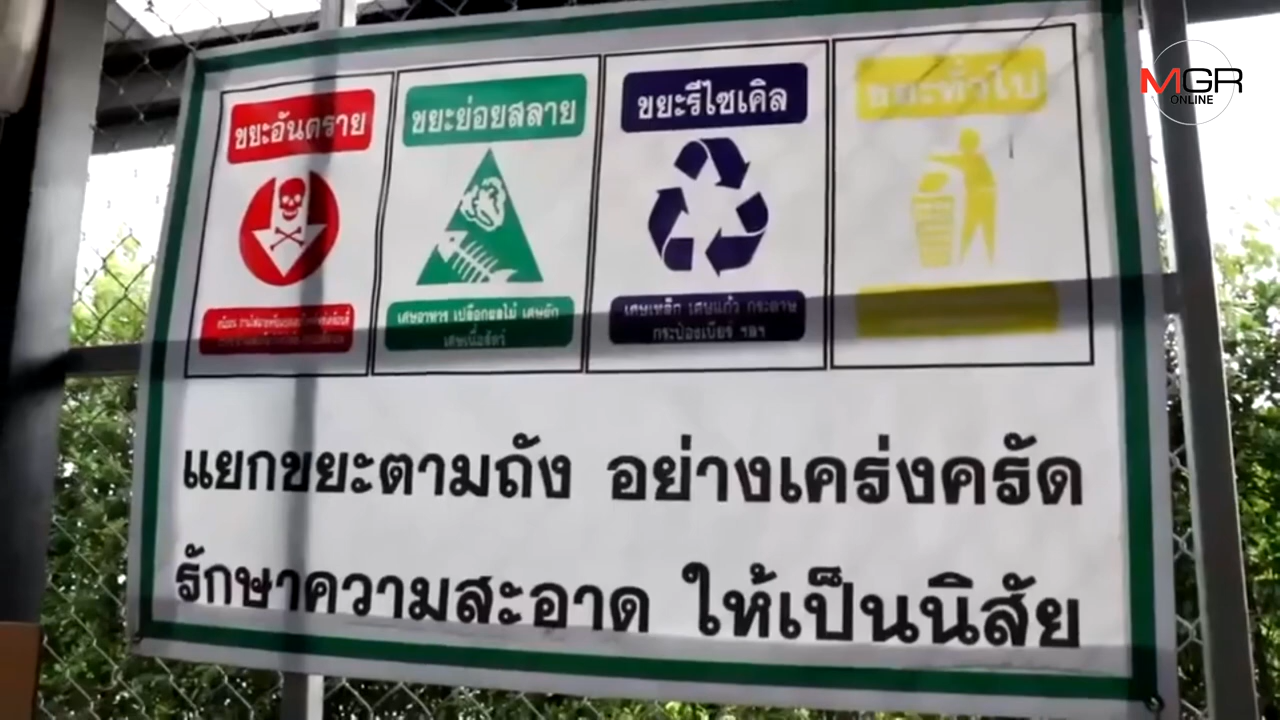 MGR
ONLINE
ขยะอันตราย
ขยะย่อยสลาย
ขยะรีไซเคิล
ขยะทั่วไป
เศษอาหาร เปลือกผลไม้ เศษผัก
เศษเนื้อสัตว์
เศษเหล็ก เศษแก้ว กระดาษ
กระป๋องเบียร์ ฯลฯ
แยกขยะตามถัง อย่างเคร่งครัด
รักษาความสะอาด ให้เป็นนิสัย